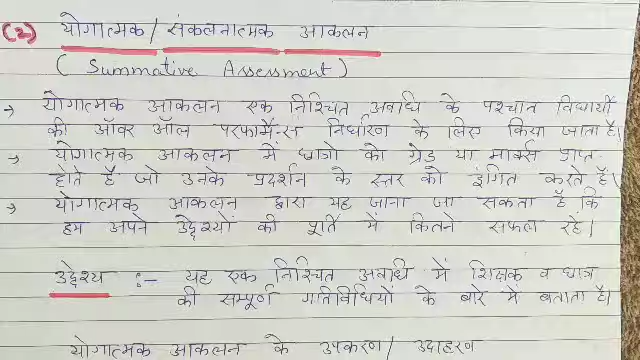 (2) योगात्मक / संकलनात्मक आकलन
( Summative Assessment )
→ योगात्मक आकलन एक निश्चित अवधि के पश्चात विधार्थी
की ऑवर ऑल परफॉर्मेन्स निर्धारण के लिए किया जाता है।
→ योगात्मक आकलन में छात्रो को ग्रेड या मार्क्स प्राप्त
होते है जो उनके प्रदर्शन के स्तर को इंगित करते है।
→ योगात्मक आकलन द्वारा यह जाना जा सकता है कि
हम अपने उद्देश्यों की पूर्ति में कितने सफल रहे।
उद्देश्य :- यह एक निश्चित अवधि में शिक्षक व छात्र
की सम्पूर्ण गतिविधियों के बारे में बताता है।
योगात्मक आकलन के उपकरण / उदाहरण